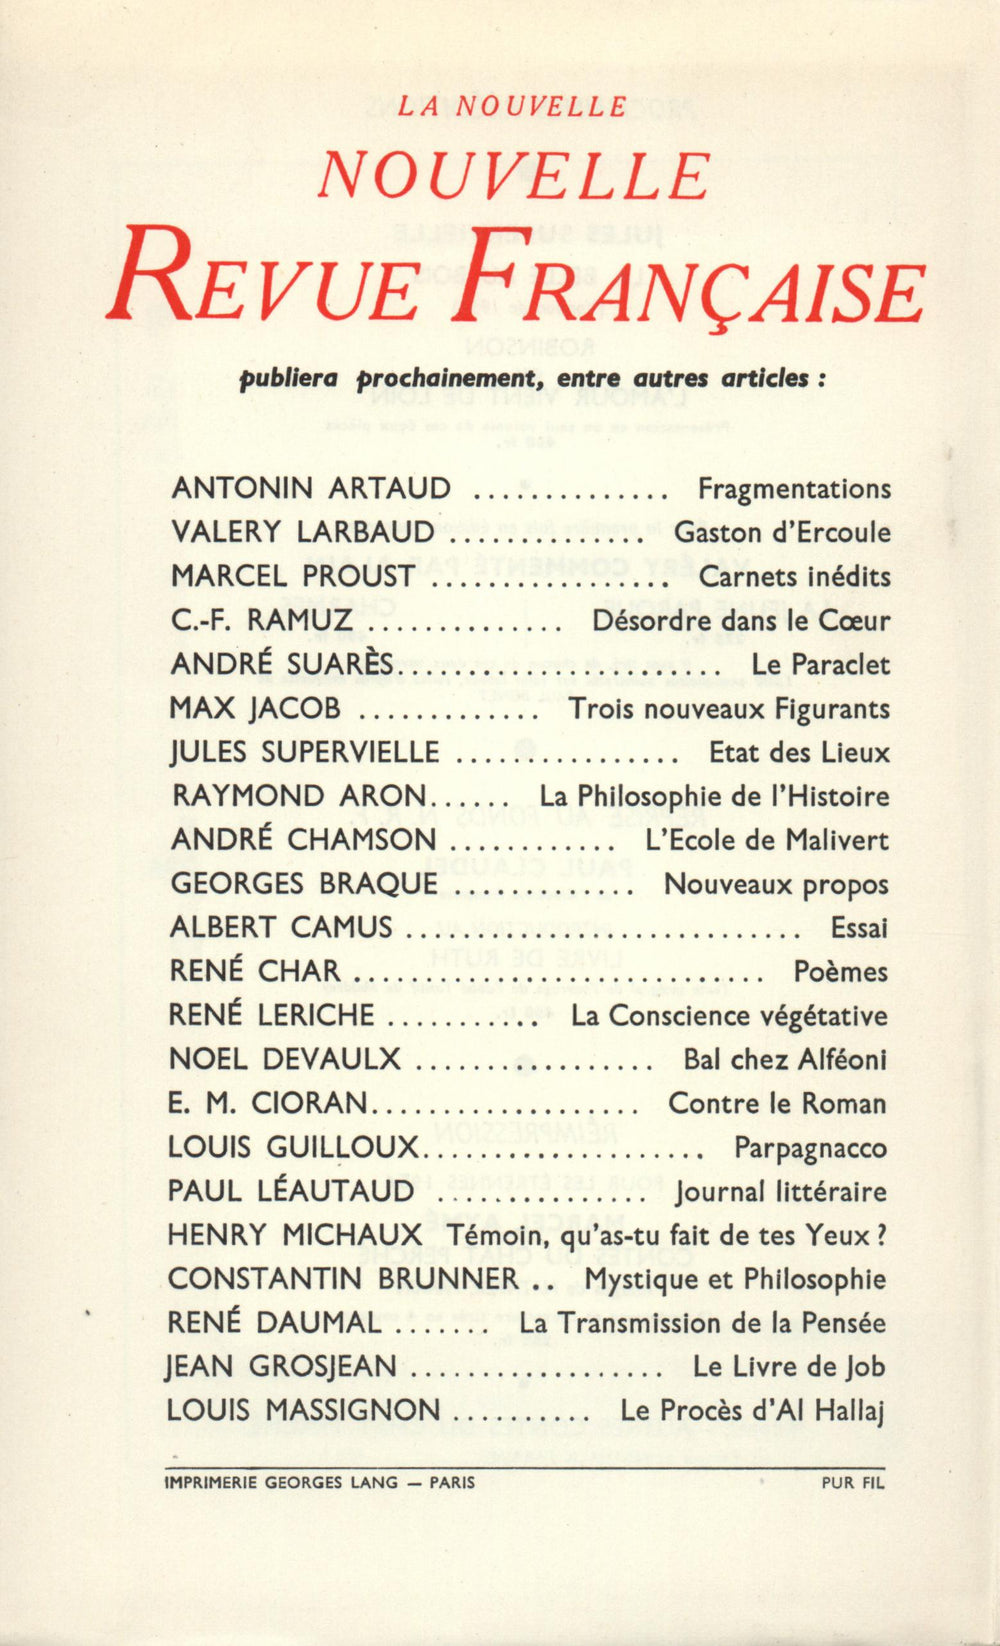 LA NOUVELLE
NOUVELLE
REVUE FRANÇAISE
publiera prochainement, entre autres articles :
ANTONIN ARTAUD .............. Fragmentations
VALERY LARBAUD .............. Gaston d'Ercoule
MARCEL PROUST ................. Carnets inédits
C.-F. RAMUZ .............. Désordre dans le Cœur
ANDRÉ SUARÈS....................... Le Paraclet
MAX JACOB ............. Trois nouveaux Figurants
JULES SUPERVIELLE ................ Etat des Lieux
RAYMOND ARON...... La Philosophie de l'Histoire
ANDRÉ CHAMSON ............ L'Ecole de Malivert
GEORGES BRAQUE ............. Nouveaux propos
ALBERT CAMUS ............................ Essai
RENÉ CHAR ............................. Poèmes
RENÉ LERICHE ........... La Conscience végétative
NOEL DEVAULX ................. Bal chez Alféoni
E. M. CIORAN................... Contre le Roman
LOUIS GUILLOUX.................... Parpagnacco
PAUL LÉAUTAUD ................. Journal littéraire
HENRY MICHAUX Témoin, qu'as-tu fait de tes Yeux ?
CONSTANTIN BRUNNER .. Mystique et Philosophie
RENÉ DAUMAL ....... La Transmission de la Pensée
JEAN GROSJEAN .................. Le Livre de Job
LOUIS MASSIGNON .......... Le Procès d'Al Hallaj
IMPRIMERIE GEORGES LANG — PARIS PUR FIL